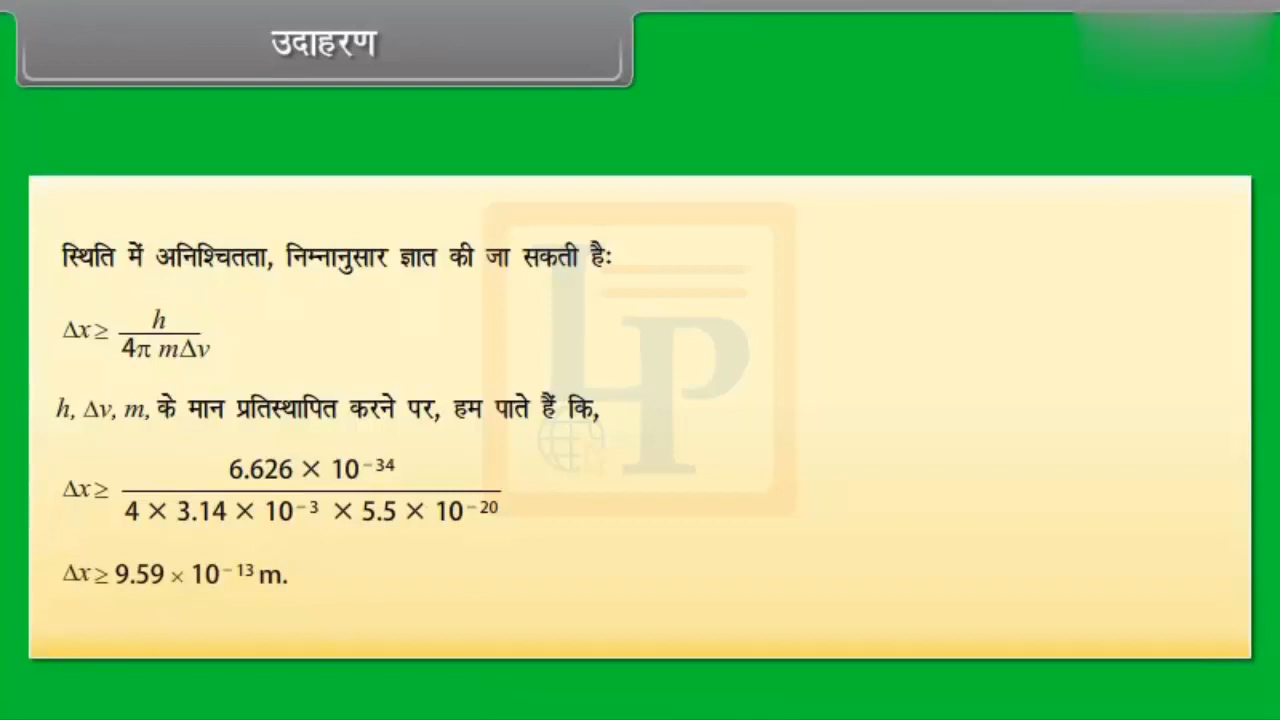 उदाहरण
स्थिति में अनिश्चितता, निम्नानुसार ज्ञात की जा सकती है:
Δx ≥ h / 4π mΔv
h, Δv, m, के मान प्रतिस्थापित करने पर, हम पाते हैं कि,
Δx ≥ 6.626 × 10⁻³⁴ / 4 × 3.14 × 10⁻³ × 5.5 × 10⁻²⁰
Δx ≥ 9.59 × 10⁻¹³ m.
LP